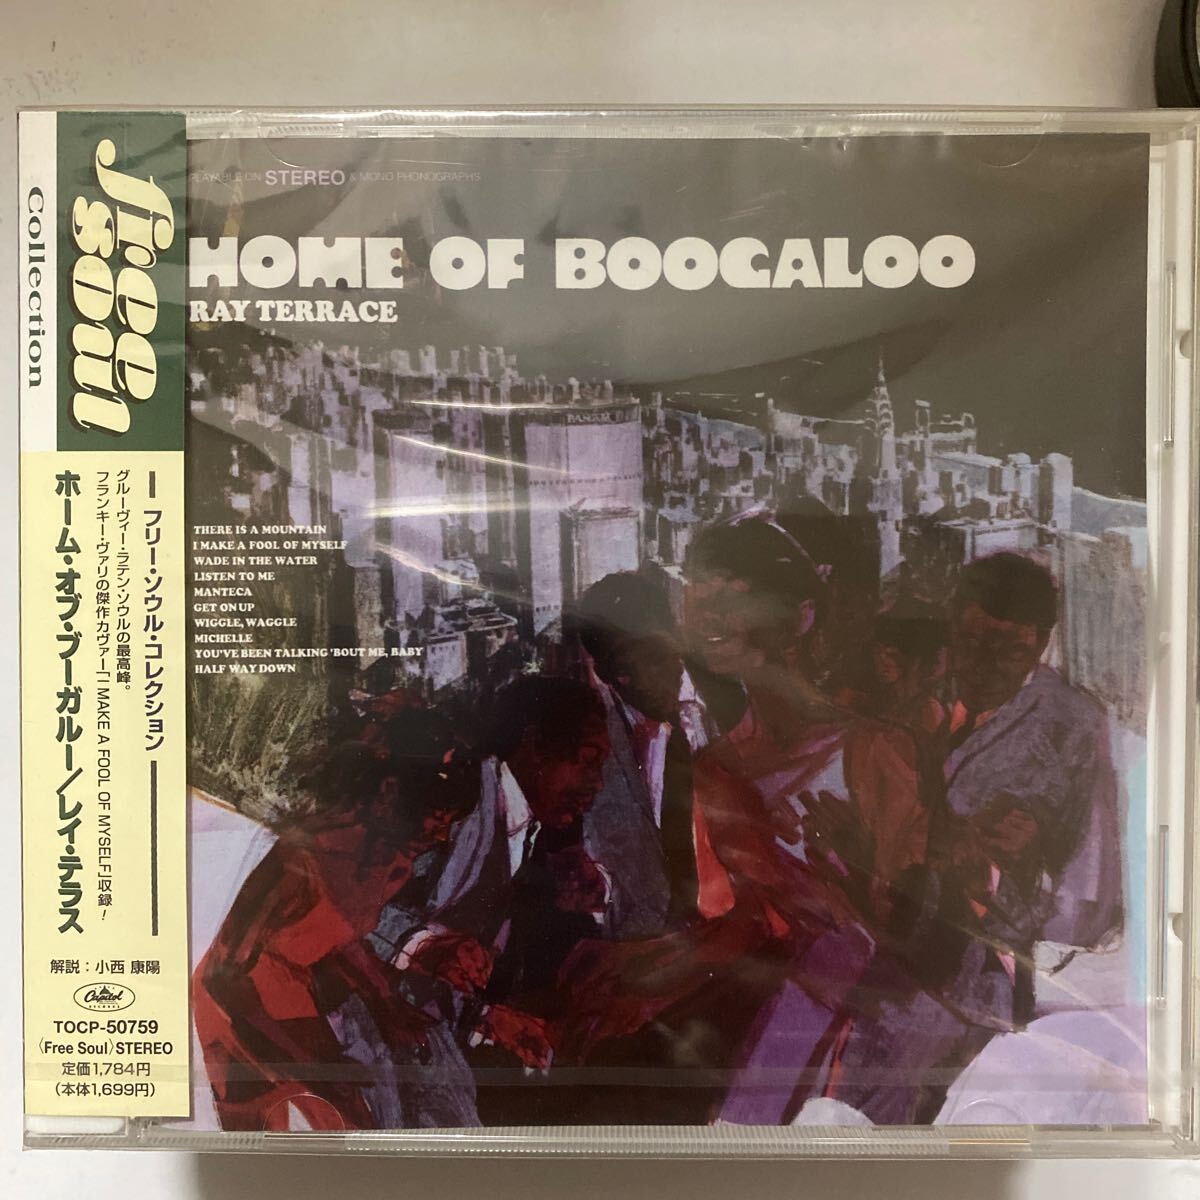 free soul
Collection
フリー・ソウル・コレクション
グルーヴィー・ラテン・ソウルの最高峰。
フランキー・ヴァリの傑作カヴァー「I MAKE A FOOL OF MYSELF」収録!
ホーム・オブ・ブーガルー/レイ・テラス
解説:小西 康陽
Capitol
RECORDS
TOCP-50759
〈Free Soul〉STEREO
定価1,784円
(本体1,699円)
PLAYABLE ON STEREO & MONO PHONOGRAPHS
HOME OF BOOGALOO
RAY TERRACE
PAN AM
THERE IS A MOUNTAIN
I MAKE A FOOL OF MYSELF
WADE IN THE WATER
LISTEN TO ME
MANTECA
GET ON UP
WIGGLE, WAGGLE
MICHELLE
YOU'VE BEEN TALKING 'BOUT ME, BABY
HALF WAY DOWN